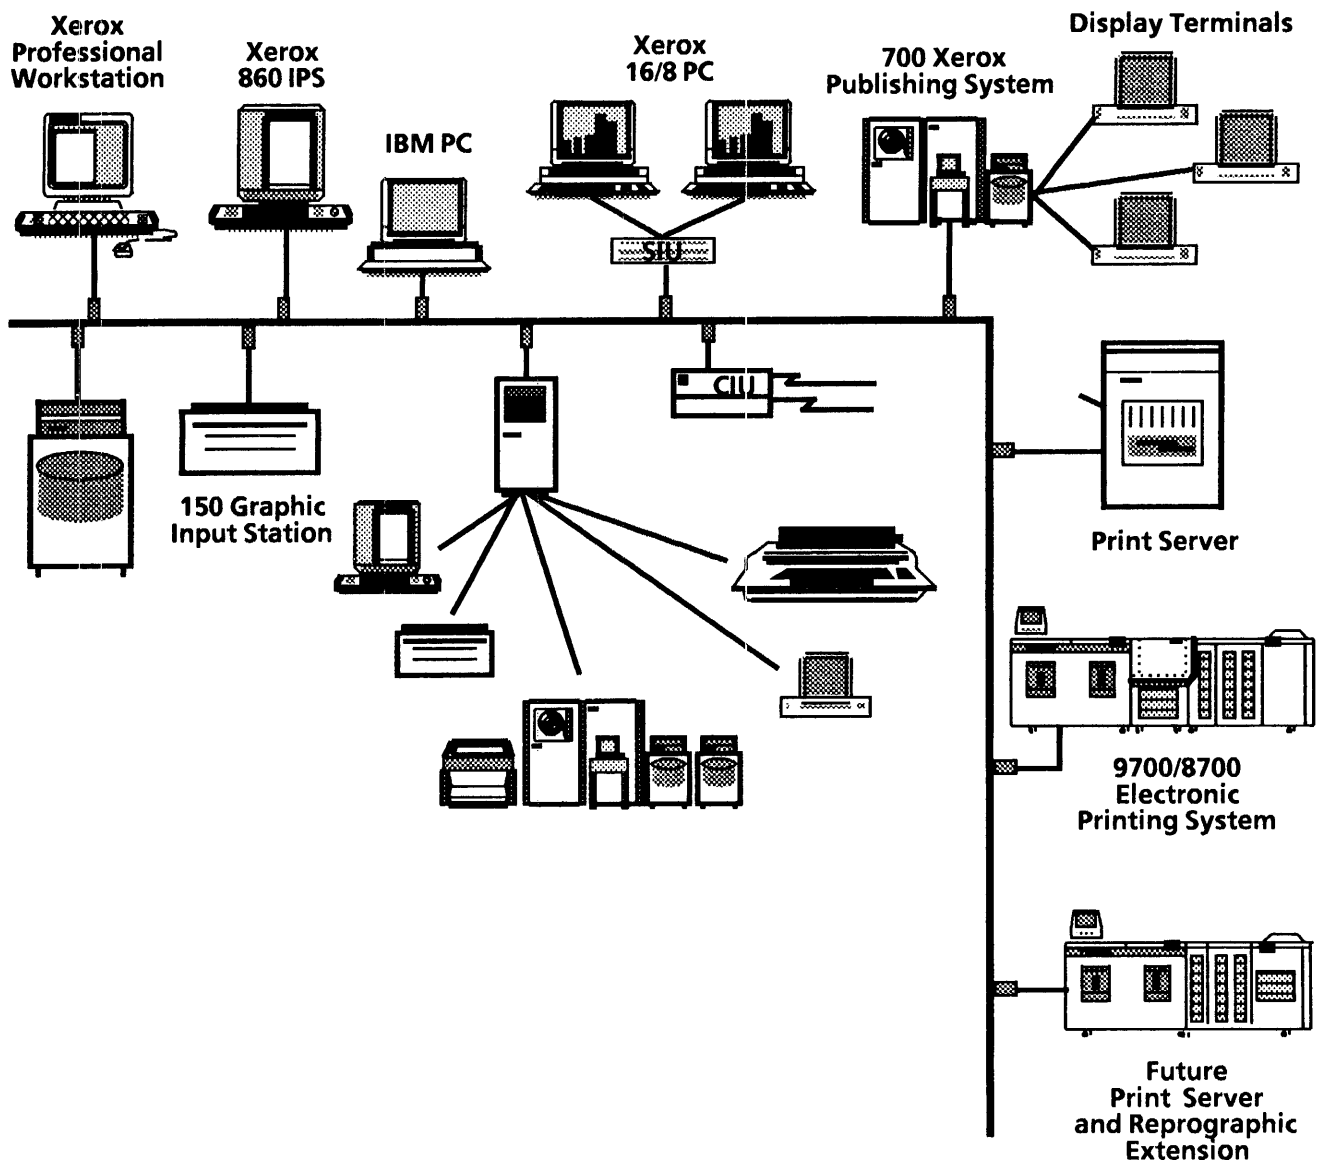 Xerox
Professional
Workstation
Xerox
860 IPS
IBM PC
Xerox
16/8 PC
700 Xerox
Publishing System
Display Terminals
SIU
CIU
150 Graphic
Input Station
Print Server
9700/8700
Electronic
Printing System
Future
Print Server
and Reprographic
Extension